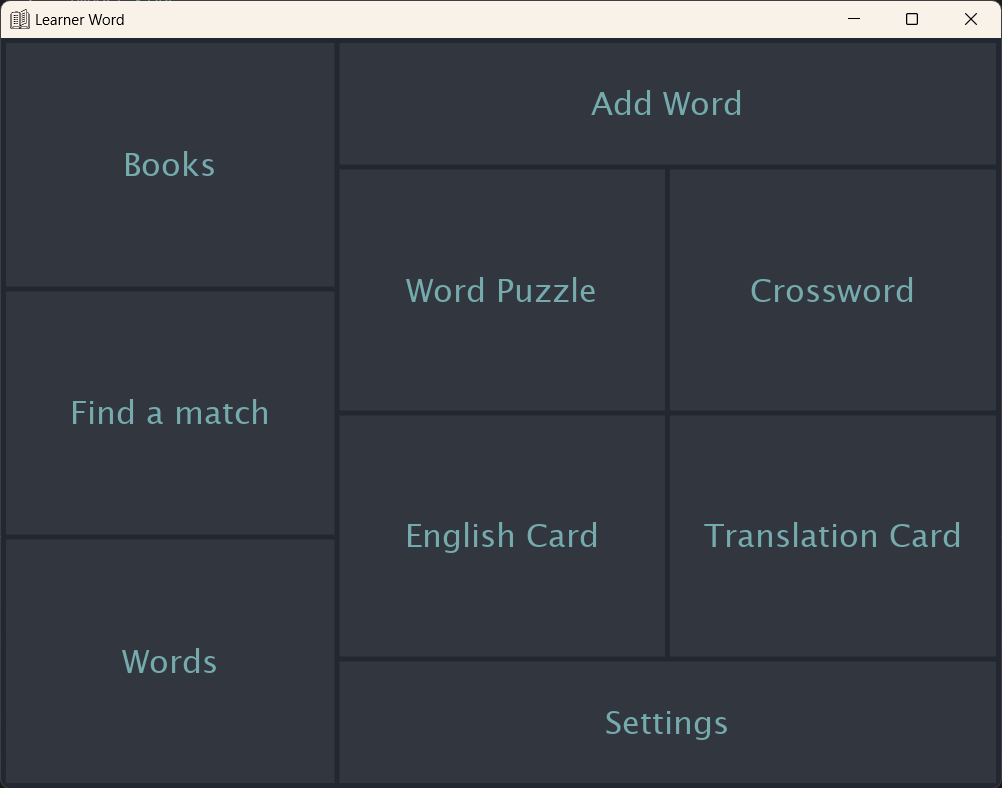 Learner Word
Books
Add Word
Word Puzzle
Crossword
Find a match
English Card
Translation Card
Words
Settings